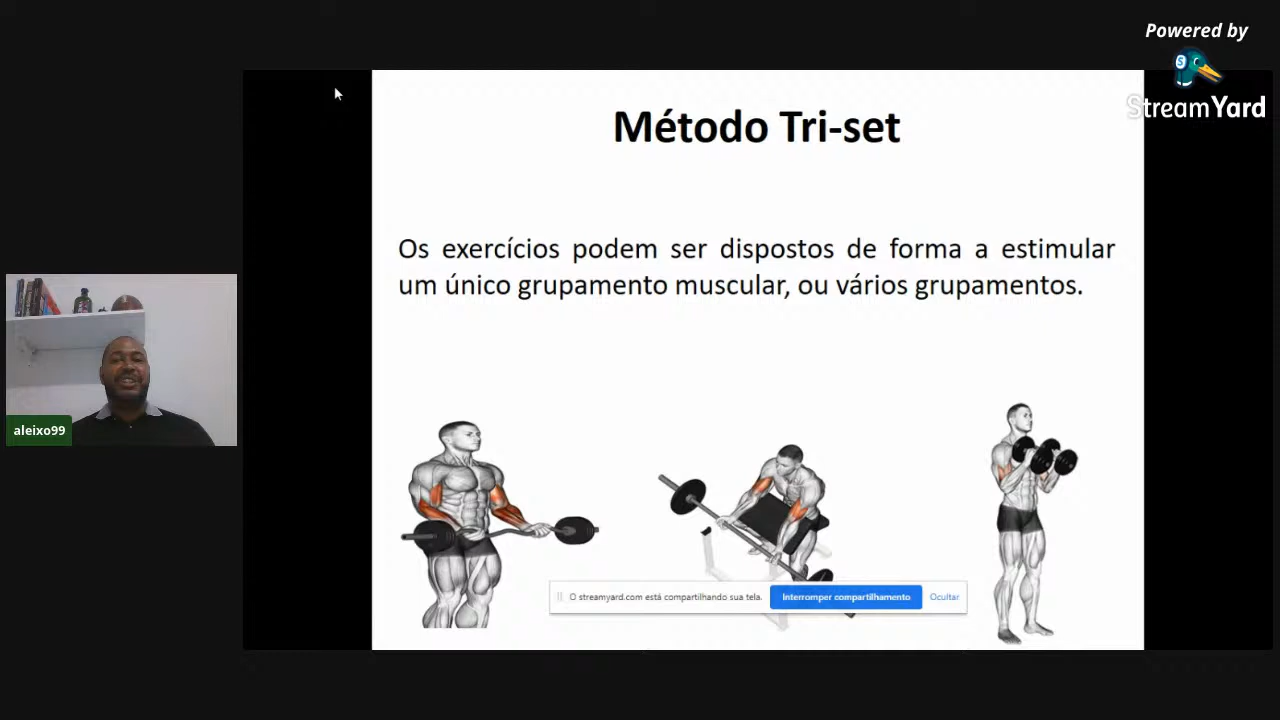 Powered by
StreamYard
Método Tri-set
Os exercícios podem ser dispostos de forma a estimular
um único grupamento muscular, ou vários grupamentos.
aleixo99
O streamyard.com está compartilhando sua tela. Interromper compartilhamento Ocultar